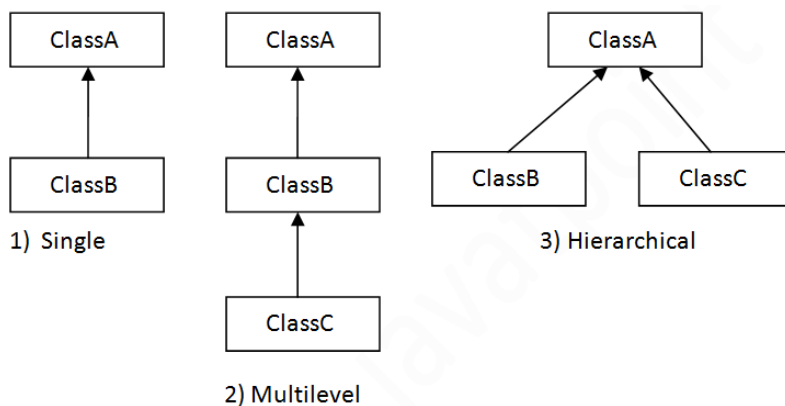 ClassA
ClassB
1) Single
ClassA
ClassB
ClassC
2) Multilevel
ClassA
ClassB
ClassC
3) Hierarchical